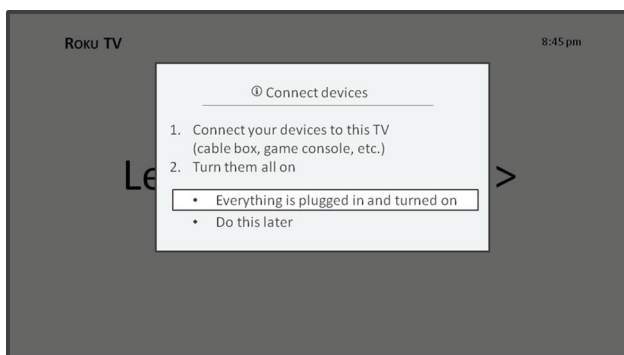 ROKU TV
8:45 pm
ⓘ Connect devices
1. Connect your devices to this TV
(cable box, game console, etc.)
2. Turn them all on
Le >
• Everything is plugged in and turned on
• Do this later